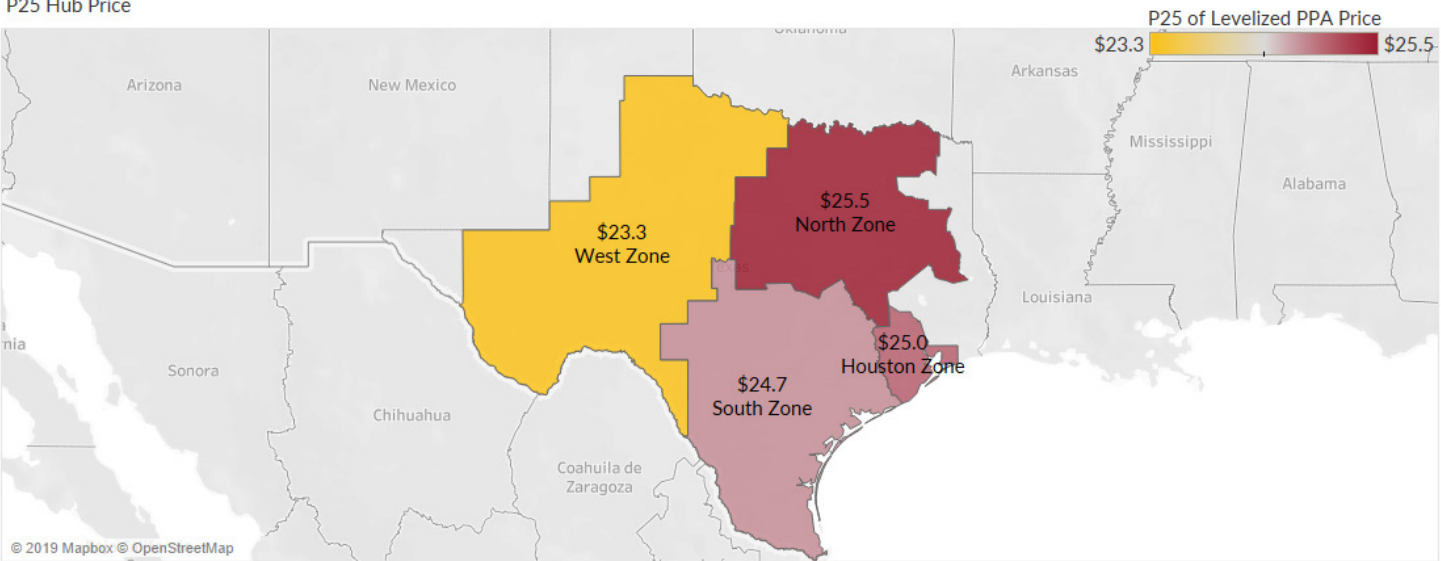 P25 Hub Price
P25 of Levelized PPA Price
$23.3
$25.5
Oklahoma
Arizona
New Mexico
Arkansas
Mississippi
Alabama
$25.5
North Zone
$23.3
West Zone
Texas
Louisiana
nia
Sonora
Chihuahua
$25.0
Houston Zone
$24.7
South Zone
Coahuila de
Zaragoza
© 2019 Mapbox © OpenStreetMap